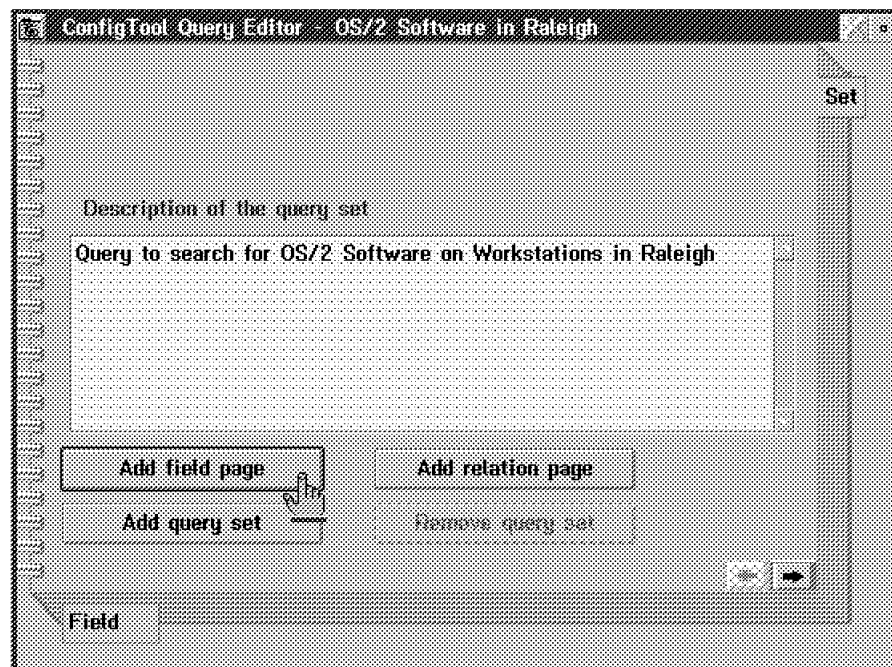 ConfigTool Query Editor - OS/2 Software in Raleigh
Set
Description of the query set
Query to search for OS/2 Software on Workstations in Raleigh
Add field page
Add relation page
Add query set
Remove query set
Field